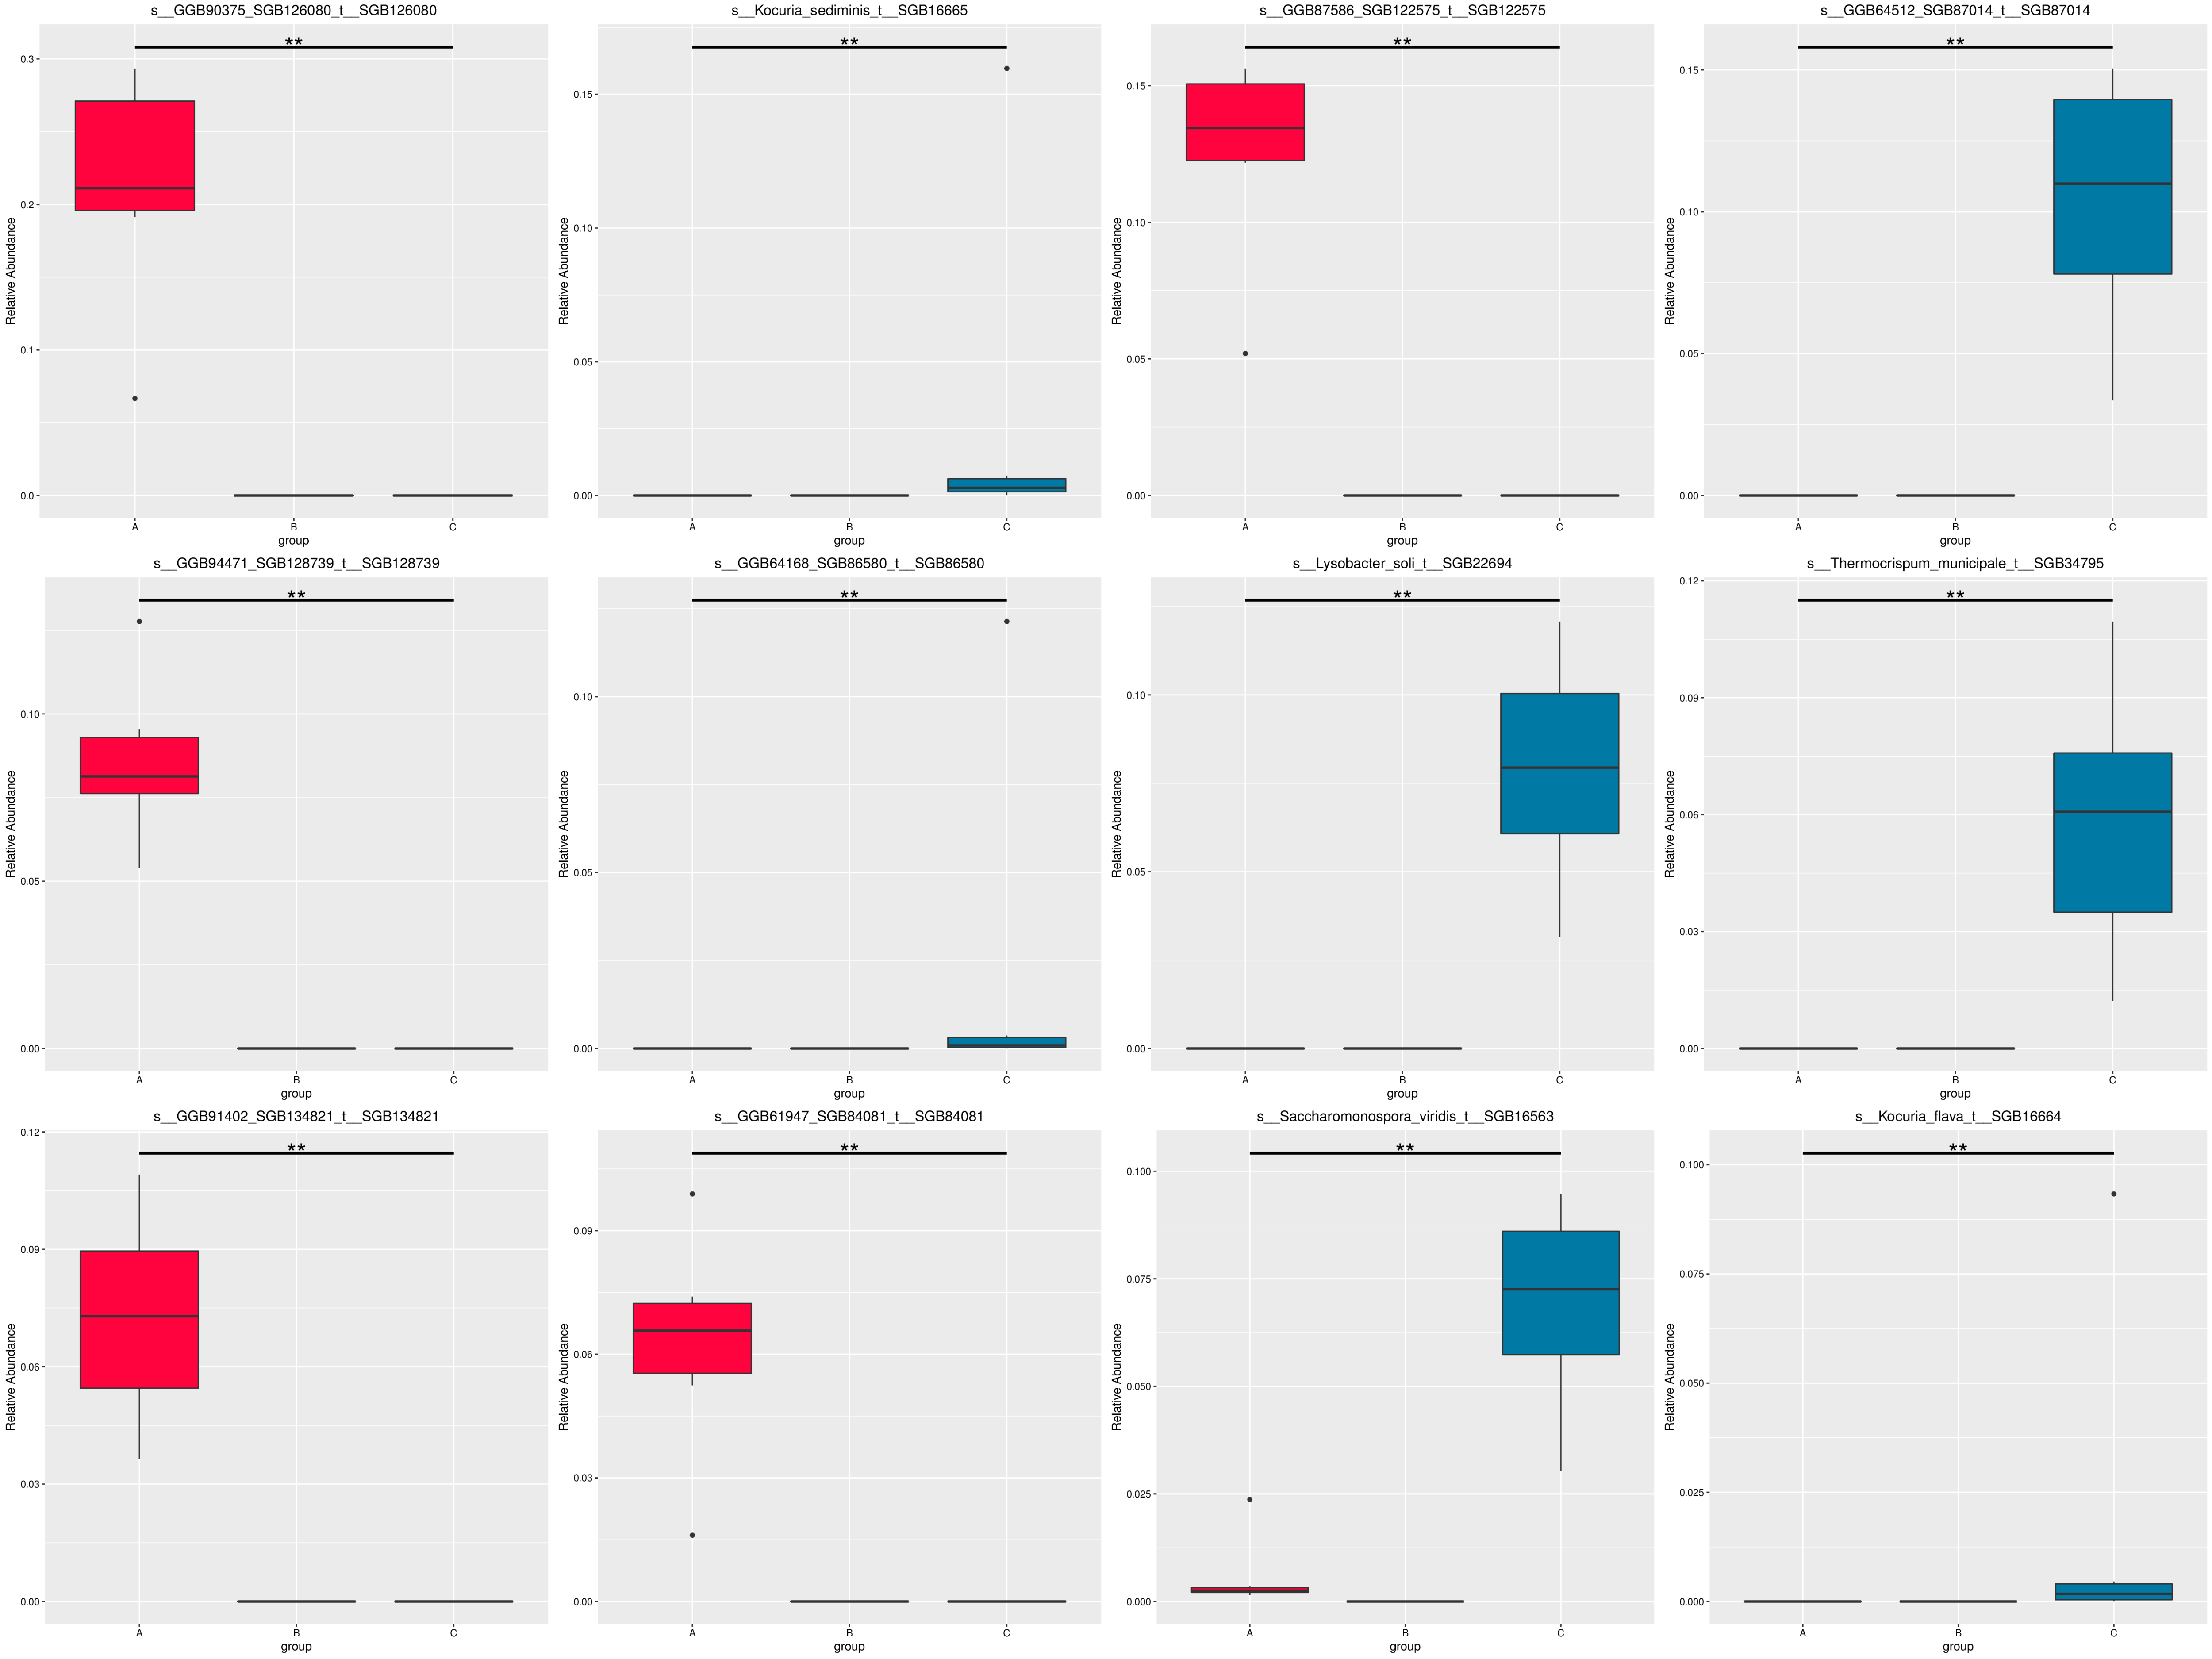 s__GGB90375_SGB126080_t__SGB126080
**
Relative Abundance
0.3
0.2
0.1
0.0
A B C
group
s__Kocuria_sediminis_t__SGB16665
**
Relative Abundance
0.15
0.10
0.05
0.00
A B C
group
s__GGB87586_SGB122575_t__SGB122575
**
Relative Abundance
0.15
0.10
0.05
0.00
A B C
group
s__GGB64512_SGB87014_t__SGB87014
**
Relative Abundance
0.15
0.10
0.05
0.00
A B C
group
s__GGB94471_SGB128739_t__SGB128739
**
Relative Abundance
0.10
0.05
0.00
A B C
group
s__GGB64168_SGB86580_t__SGB86580
**
Relative Abundance
0.10
0.05
0.00
A B C
group
s__Lysobacter_soli_t__SGB22694
**
Relative Abundance
0.10
0.05
0.00
A B C
group
s__Thermocrispum_municipale_t__SGB34795
**
Relative Abundance
0.12
0.09
0.06
0.03
0.00
A B C
group
s__GGB91402_SGB134821_t__SGB134821
**
Relative Abundance
0.12
0.09
0.06
0.03
0.00
A B C
group
s__GGB61947_SGB84081_t__SGB84081
**
Relative Abundance
0.09
0.06
0.03
0.00
A B C
group
s__Saccharomonospora_viridis_t__SGB16563
**
Relative Abundance
0.100
0.075
0.050
0.025
0.000
A B C
group
s__Kocuria_flava_t__SGB16664
**
Relative Abundance
0.100
0.075
0.050
0.025
0.000
A B C
group